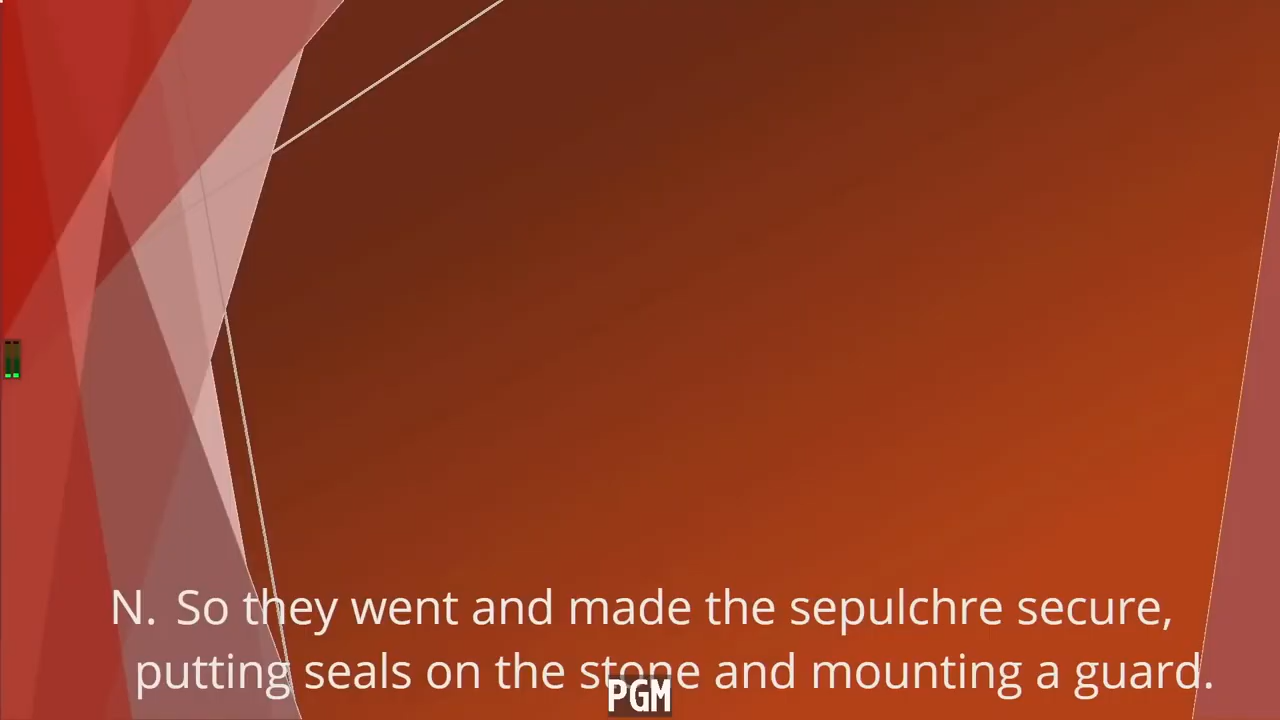 N. So they went and made the sepulchre secure,
putting seals on the stone and mounting a guard.
PGM